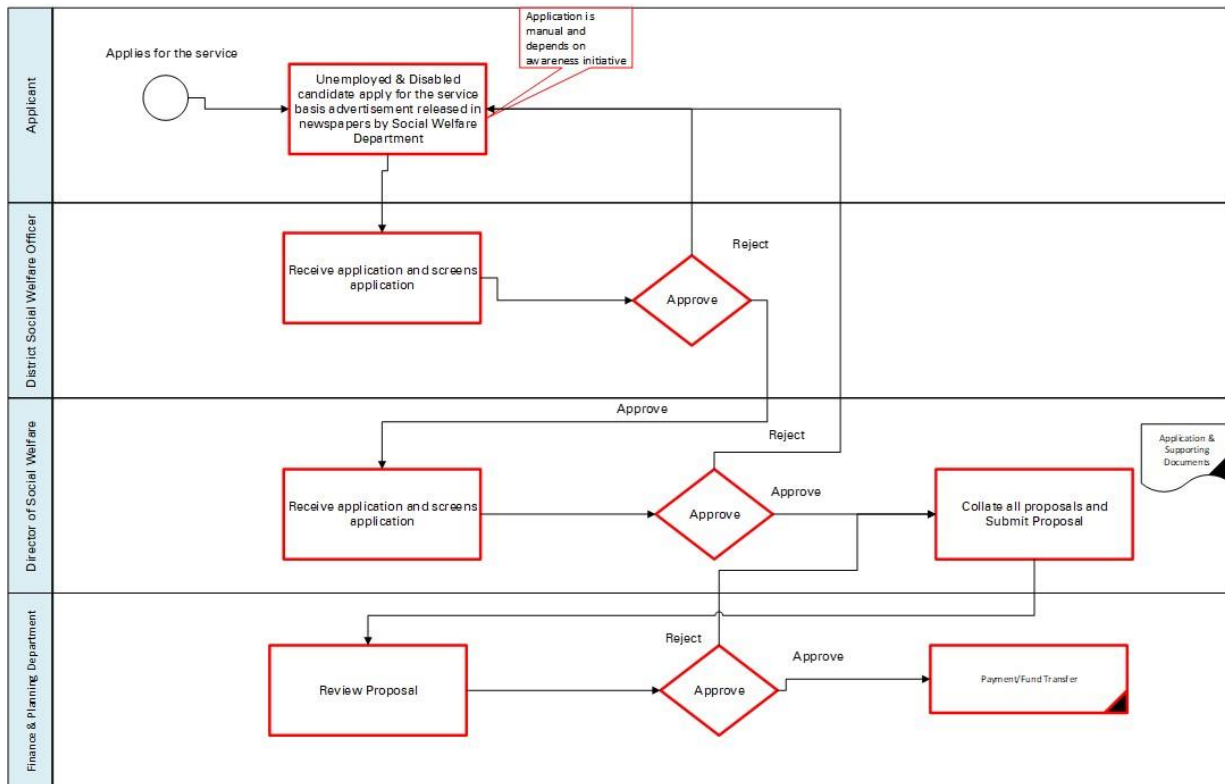 Applicant
Applies for the service
Unemployed & Disabled
candidate apply for the service
basis advertisement released in
newspapers by Social Welfare
Department
Application is
manual and
depends on
awareness initiative
District Social Welfare Officer
Receive application and screens
application
Approve
Reject
Approve
Director of Social Welfare
Receive application and screens
application
Approve
Reject
Approve
Collate all proposals and
Submit Proposal
Application &
Supporting
Documents
Finance & Planning Department
Review Proposal
Reject
Approve
Approve
Payment/Fund Transfer